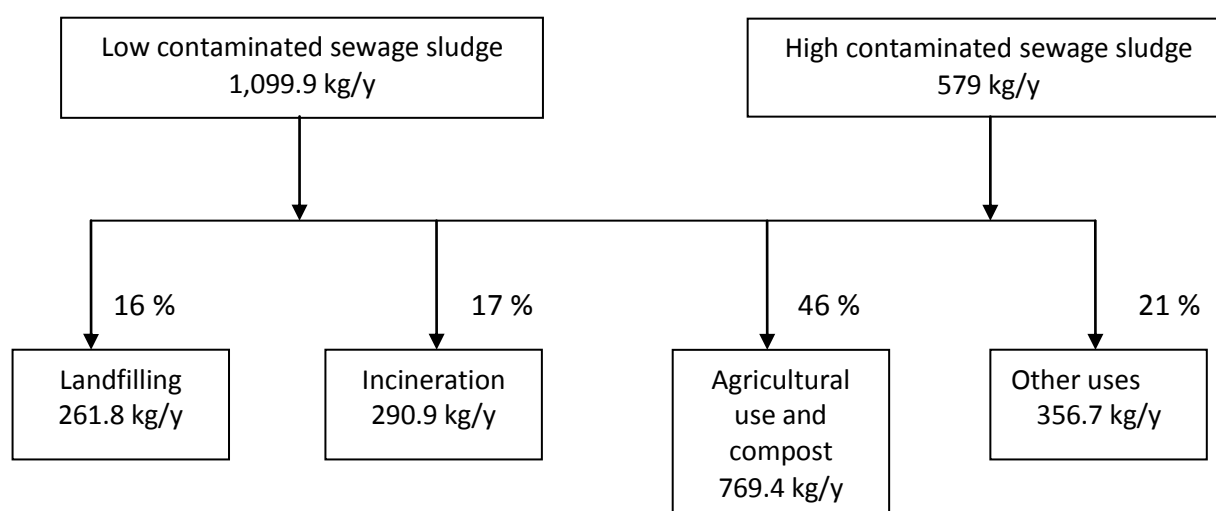 Low contaminated sewage sludge
1,099.9 kg/y
High contaminated sewage sludge
579 kg/y
16 %
17 %
46 %
21 %
Landfilling
261.8 kg/y
Incineration
290.9 kg/y
Agricultural
use and
compost
769.4 kg/y
Other uses
356.7 kg/y